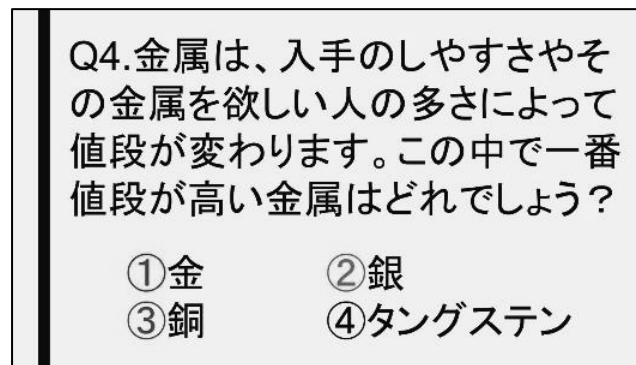 Q4.金属は、入手のしやすさやそ
の金属を欲しい人の多さによって
値段が変わります。この中で一番
値段が高い金属はどれでしょう？
①金 ②銀
③銅 ④タングステン